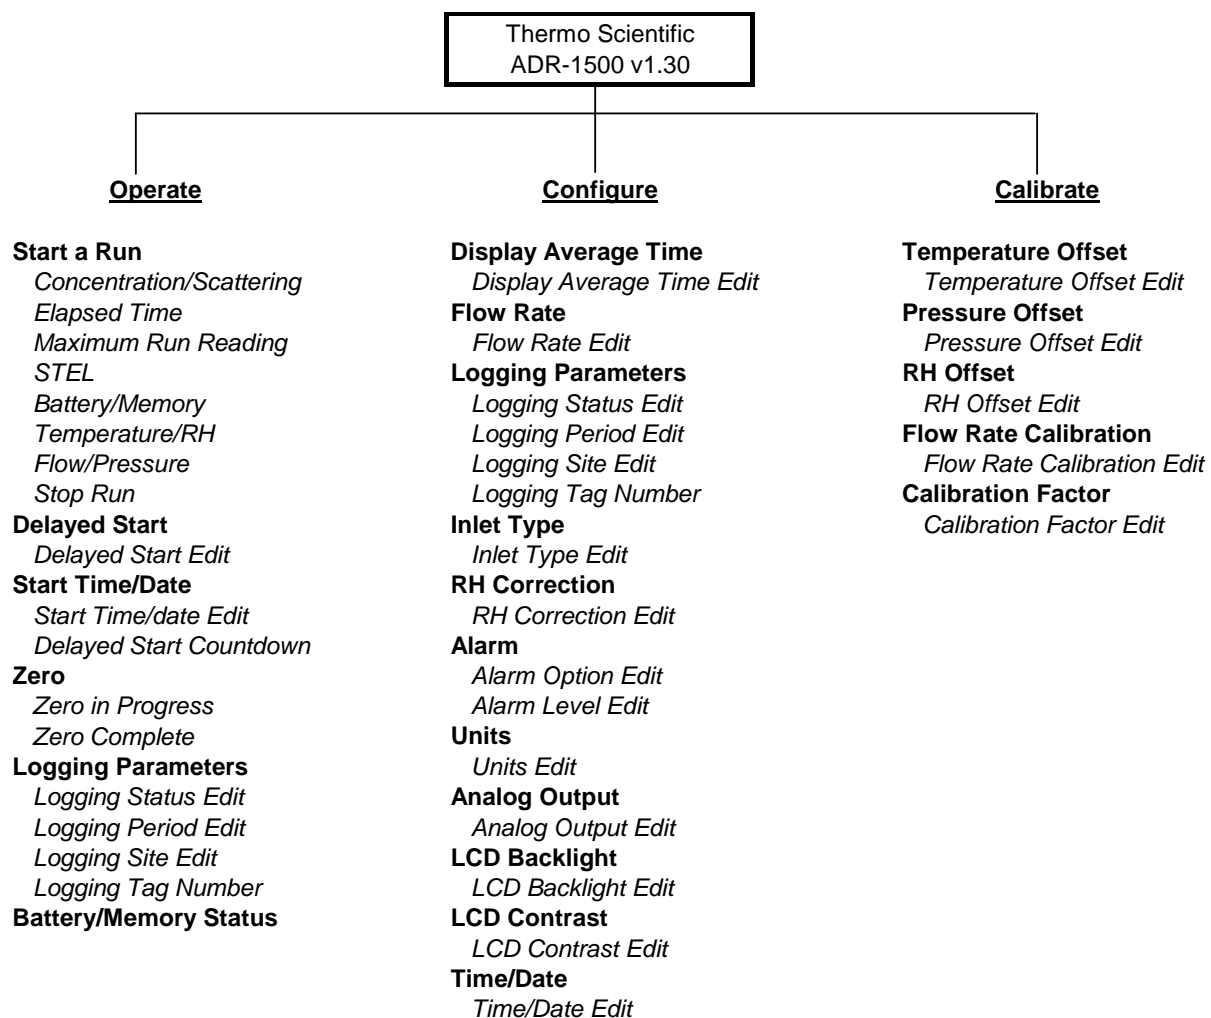 Thermo Scientific
ADR-1500 v1.30
Operate
Start a Run
Concentration/Scattering
Elapsed Time
Maximum Run Reading
STEL
Battery/Memory
Temperature/RH
Flow/Pressure
Stop Run
Delayed Start
Delayed Start Edit
Start Time/Date
Start Time/date Edit
Delayed Start Countdown
Zero
Zero in Progress
Zero Complete
Logging Parameters
Logging Status Edit
Logging Period Edit
Logging Site Edit
Logging Tag Number
Battery/Memory Status
Configure
Display Average Time
Display Average Time Edit
Flow Rate
Flow Rate Edit
Logging Parameters
Logging Status Edit
Logging Period Edit
Logging Site Edit
Logging Tag Number
Inlet Type
Inlet Type Edit
RH Correction
RH Correction Edit
Alarm
Alarm Option Edit
Alarm Level Edit
Units
Units Edit
Analog Output
Analog Output Edit
LCD Backlight
LCD Backlight Edit
LCD Contrast
LCD Contrast Edit
Time/Date
Time/Date Edit
Calibrate
Temperature Offset
Temperature Offset Edit
Pressure Offset
Pressure Offset Edit
RH Offset
RH Offset Edit
Flow Rate Calibration
Flow Rate Calibration Edit
Calibration Factor
Calibration Factor Edit